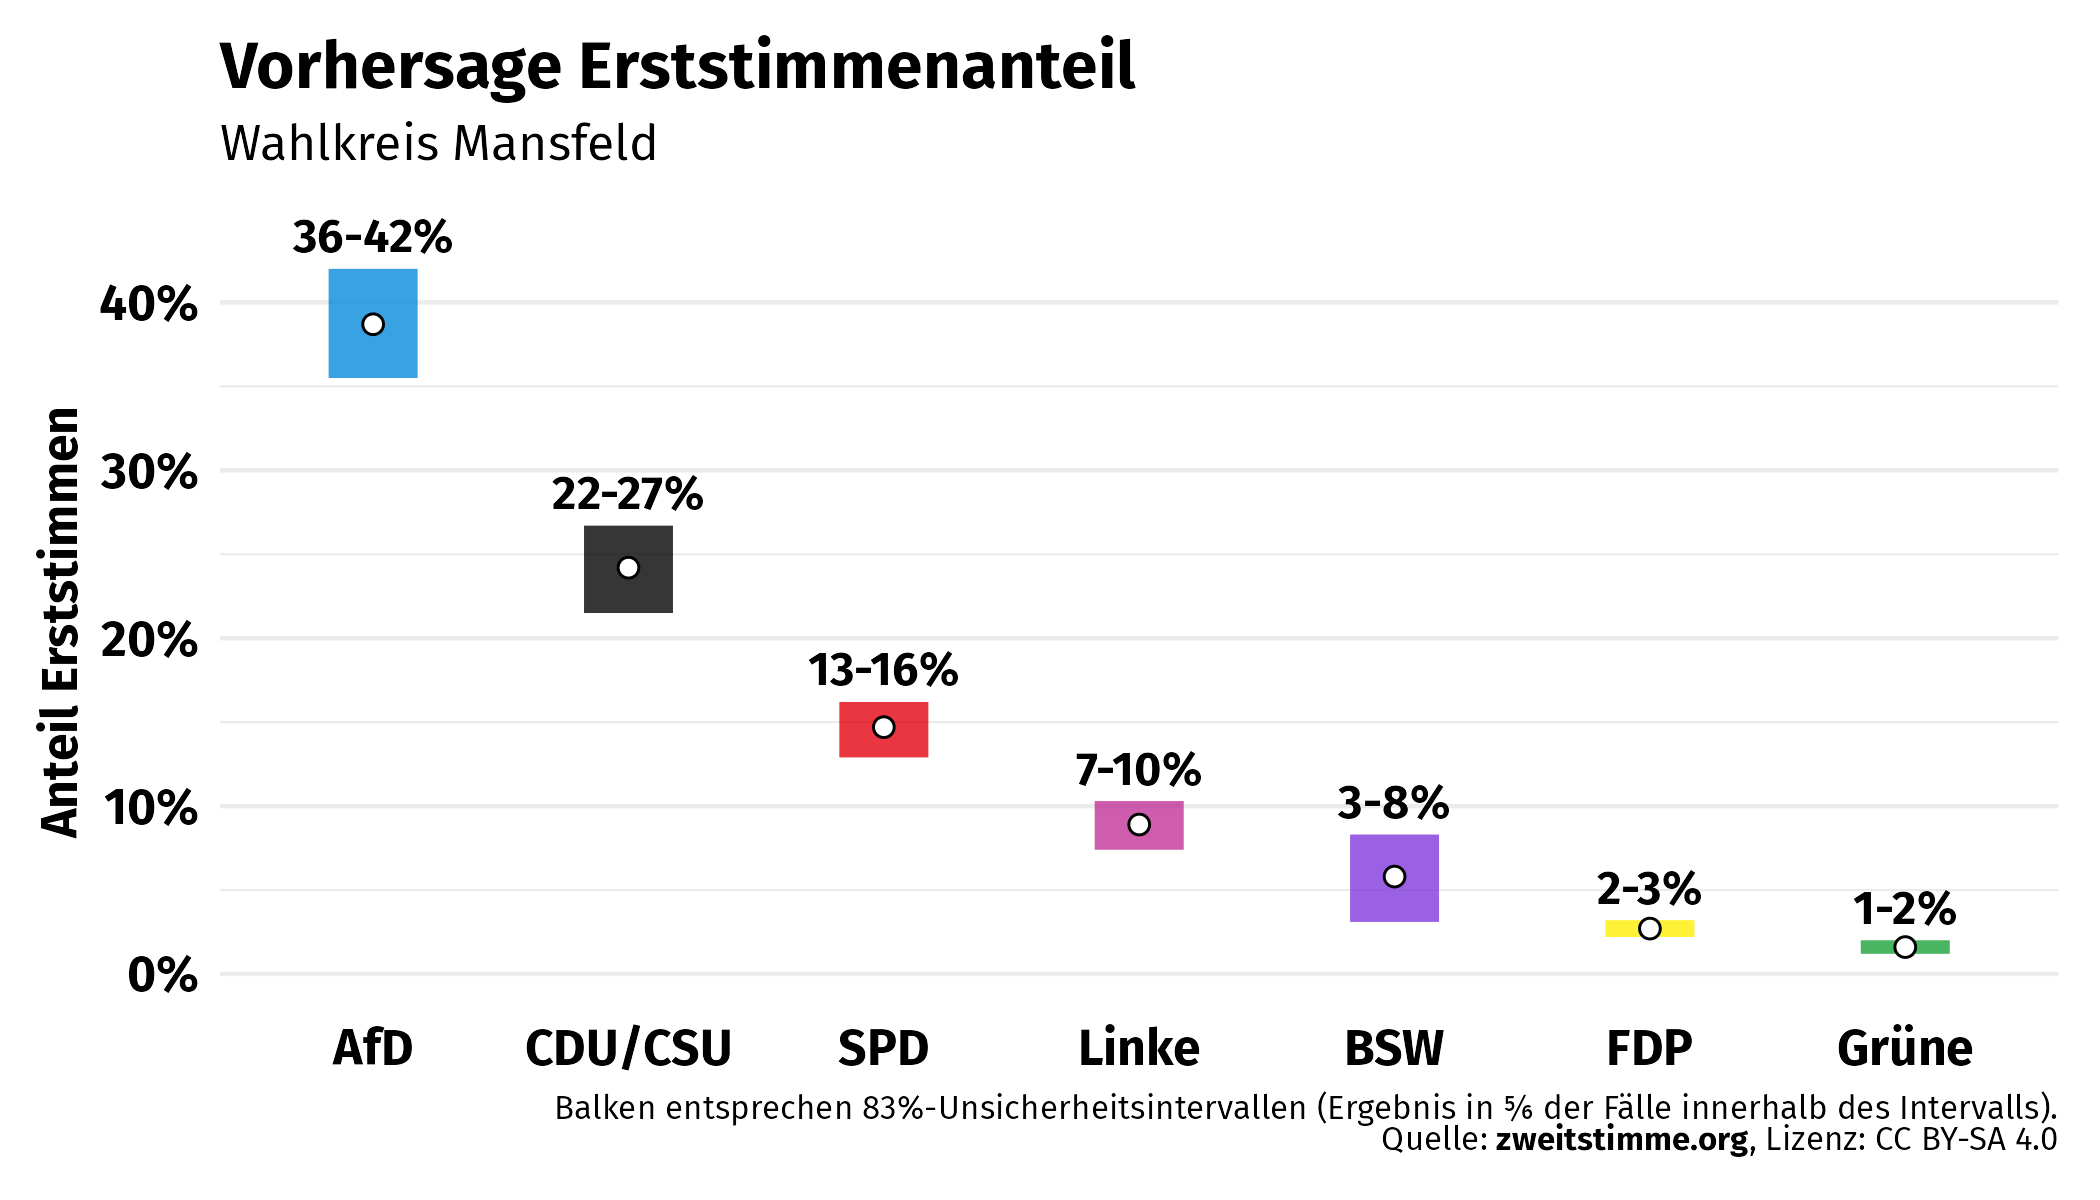 Vorhersage Erststimmenanteil
Wahlkreis Mansfeld
Anteil Erststimmen
40%
30%
20%
10%
0%
36-42%
22-27%
13-16%
7-10%
3-8%
2-3%
1-2%
AfD CDU/CSU SPD Linke BSW FDP Grüne
Balken entsprechen 83%-Unsicherheitsintervallen (Ergebnis in ⅚ der Fälle innerhalb des Intervalls).
Quelle: zweitstimme.org, Lizenz: CC BY-SA 4.0